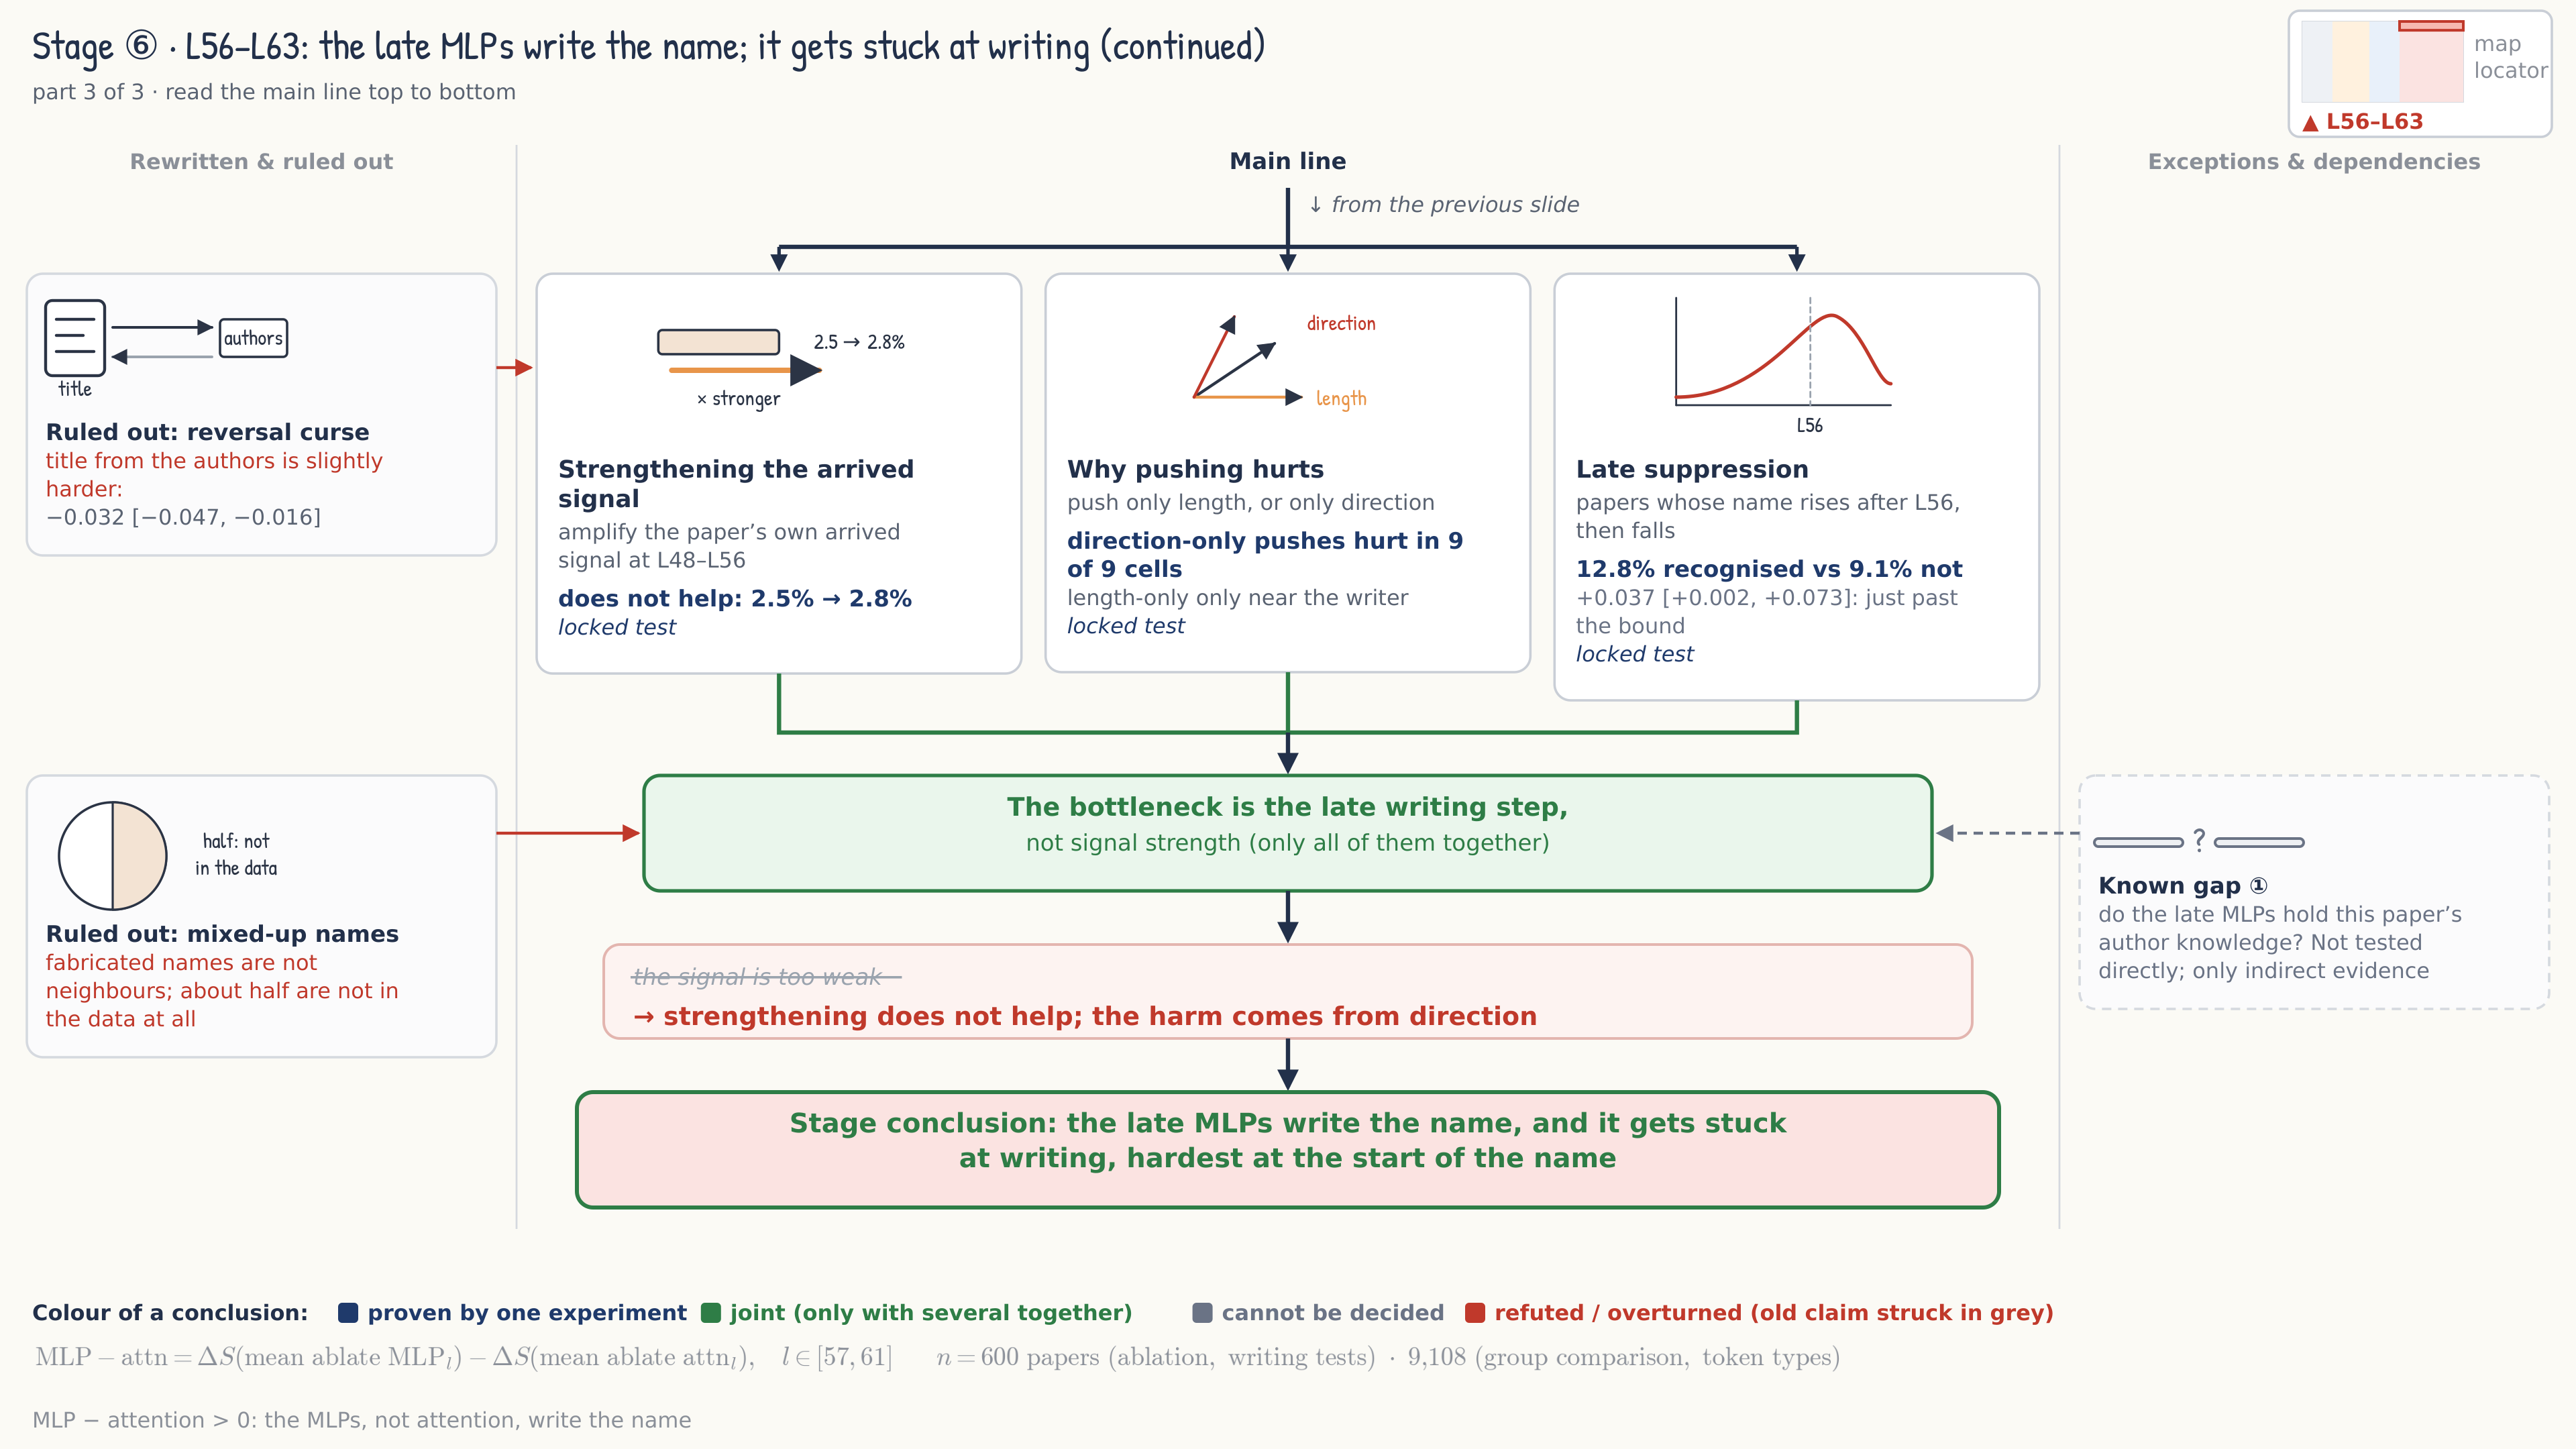 Stage ⑥ · L56–L63: the late MLPs write the name; it gets stuck at writing (continued)
part 3 of 3 · read the main line top to bottom
map
locator
▲ L56–L63
Rewritten & ruled out
Main line
Exceptions & dependencies
↓ from the previous slide
authors
title
Ruled out: reversal curse
title from the authors is slightly
harder:
−0.032 [−0.047, −0.016]
2.5 → 2.8%
× stronger
Strengthening the arrived
signal
amplify the paper’s own arrived
signal at L48–L56
does not help: 2.5% → 2.8%
locked test
direction
length
Why pushing hurts
push only length, or only direction
direction-only pushes hurt in 9
of 9 cells
length-only only near the writer
locked test
L56
Late suppression
papers whose name rises after L56,
then falls
12.8% recognised vs 9.1% not
+0.037 [+0.002, +0.073]: just past
the bound
locked test
half: not
in the data
Ruled out: mixed-up names
fabricated names are not
neighbours; about half are not in
the data at all
The bottleneck is the late writing step,
not signal strength (only all of them together)
?
Known gap ①
do the late MLPs hold this paper’s
author knowledge? Not tested
directly; only indirect evidence
the signal is too weak
→ strengthening does not help; the harm comes from direction
Stage conclusion: the late MLPs write the name, and it gets stuck
at writing, hardest at the start of the name
Colour of a conclusion: proven by one experiment joint (only with several together) cannot be decided refuted / overturned (old claim struck in grey)
MLP − attn = ΔS(mean ablate MLP_l) − ΔS(mean ablate attn_l), l ∈ [57, 61] n = 600 papers (ablation, writing tests) · 9,108 (group comparison, token types)
MLP − attention > 0: the MLPs, not attention, write the name